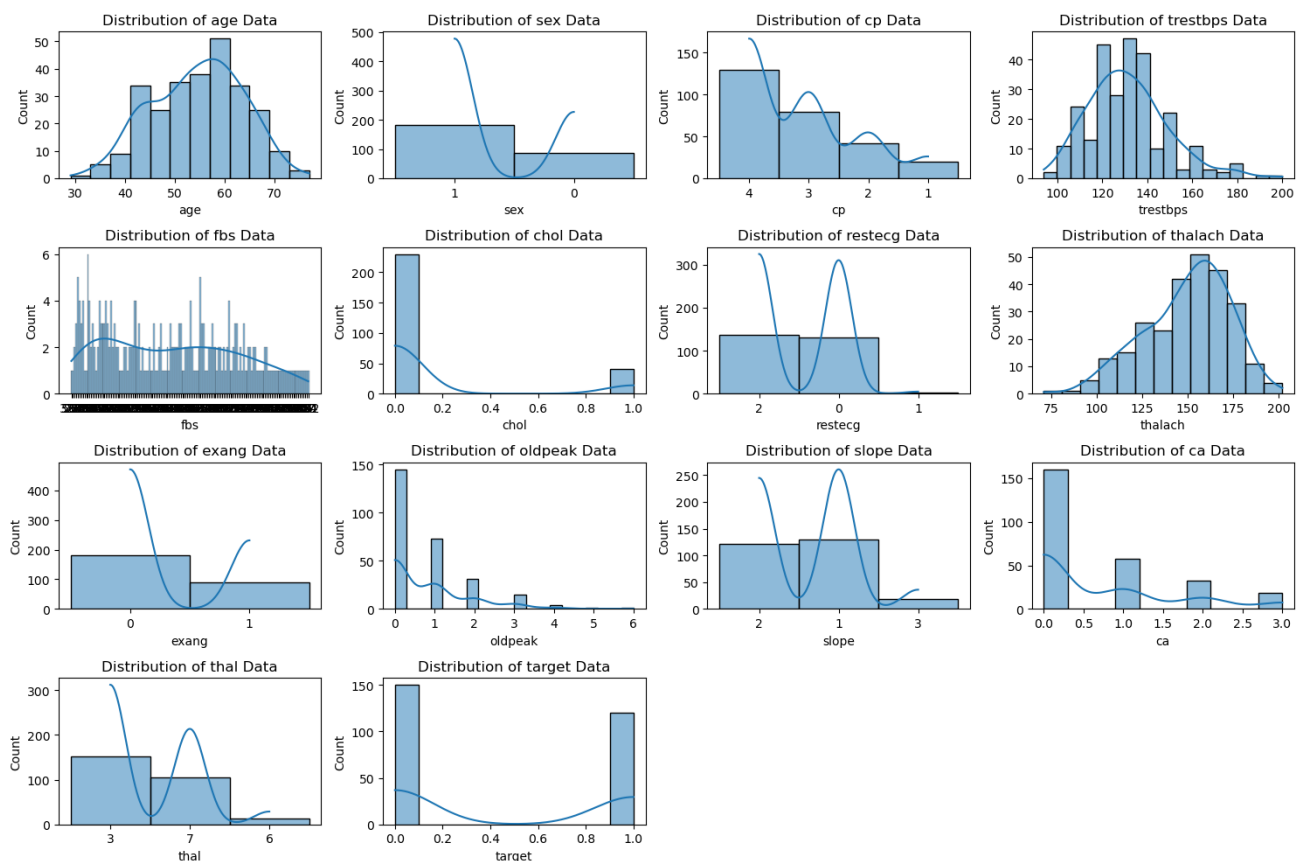 Distribution of age Data
Count
50
40
30
20
10
0
30 40 50 60 70
age
Distribution of sex Data
Count
500
400
300
200
100
0
1 0
sex
Distribution of cp Data
Count
150
100
50
0
4 3 2 1
cp
Distribution of trestbps Data
Count
40
30
20
10
0
100 120 140 160 180 200
trestbps
Distribution of fbs Data
Count
6
4
2
0
fbs
Distribution of chol Data
Count
200
150
100
50
0
0.0 0.2 0.4 0.6 0.8 1.0
chol
Distribution of restecg Data
Count
300
200
100
0
2 0 1
restecg
Distribution of thalach Data
Count
50
40
30
20
10
0
75 100 125 150 175 200
thalach
Distribution of exang Data
Count
400
300
200
100
0
0 1
exang
Distribution of oldpeak Data
Count
150
100
50
0
0 1 2 3 4 5 6
oldpeak
Distribution of slope Data
Count
250
200
150
100
50
0
2 1 3
slope
Distribution of ca Data
Count
150
100
50
0
0.0 0.5 1.0 1.5 2.0 2.5 3.0
ca
Distribution of thal Data
Count
300
200
100
0
3 7 6
thal
Distribution of target Data
Count
150
100
50
0
0.0 0.2 0.4 0.6 0.8 1.0
target